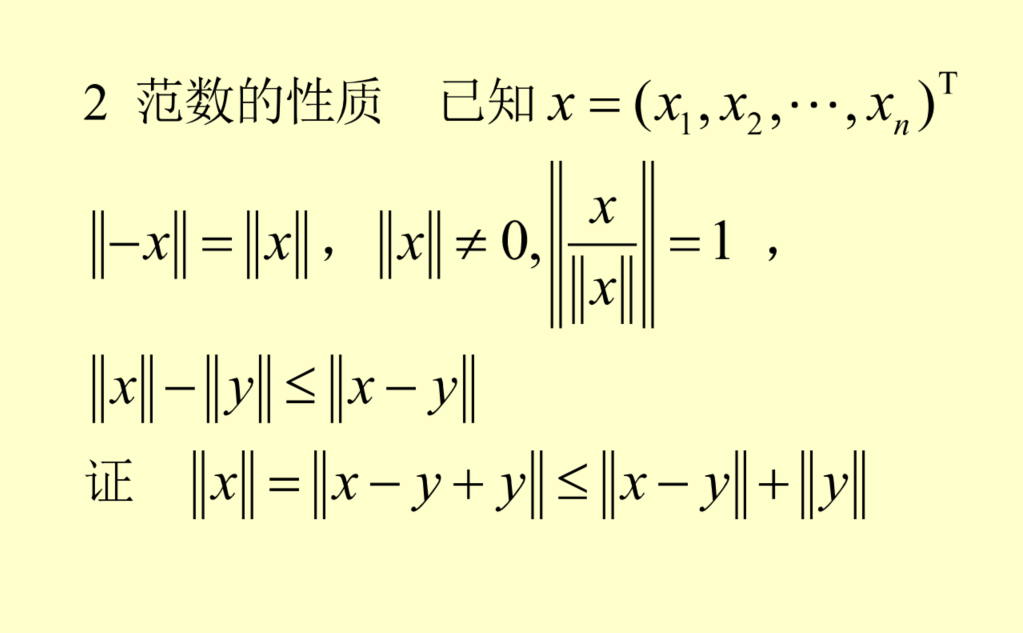 2 范数的性质 已知 x = (x₁, x₂, ⋯, xₙ)ᵀ
‖−x‖ = ‖x‖，‖x‖ ≠ 0, ‖x/‖x‖‖ = 1，
‖x‖ − ‖y‖ ≤ ‖x − y‖
证 ‖x‖ = ‖x − y + y‖ ≤ ‖x − y‖ + ‖y‖